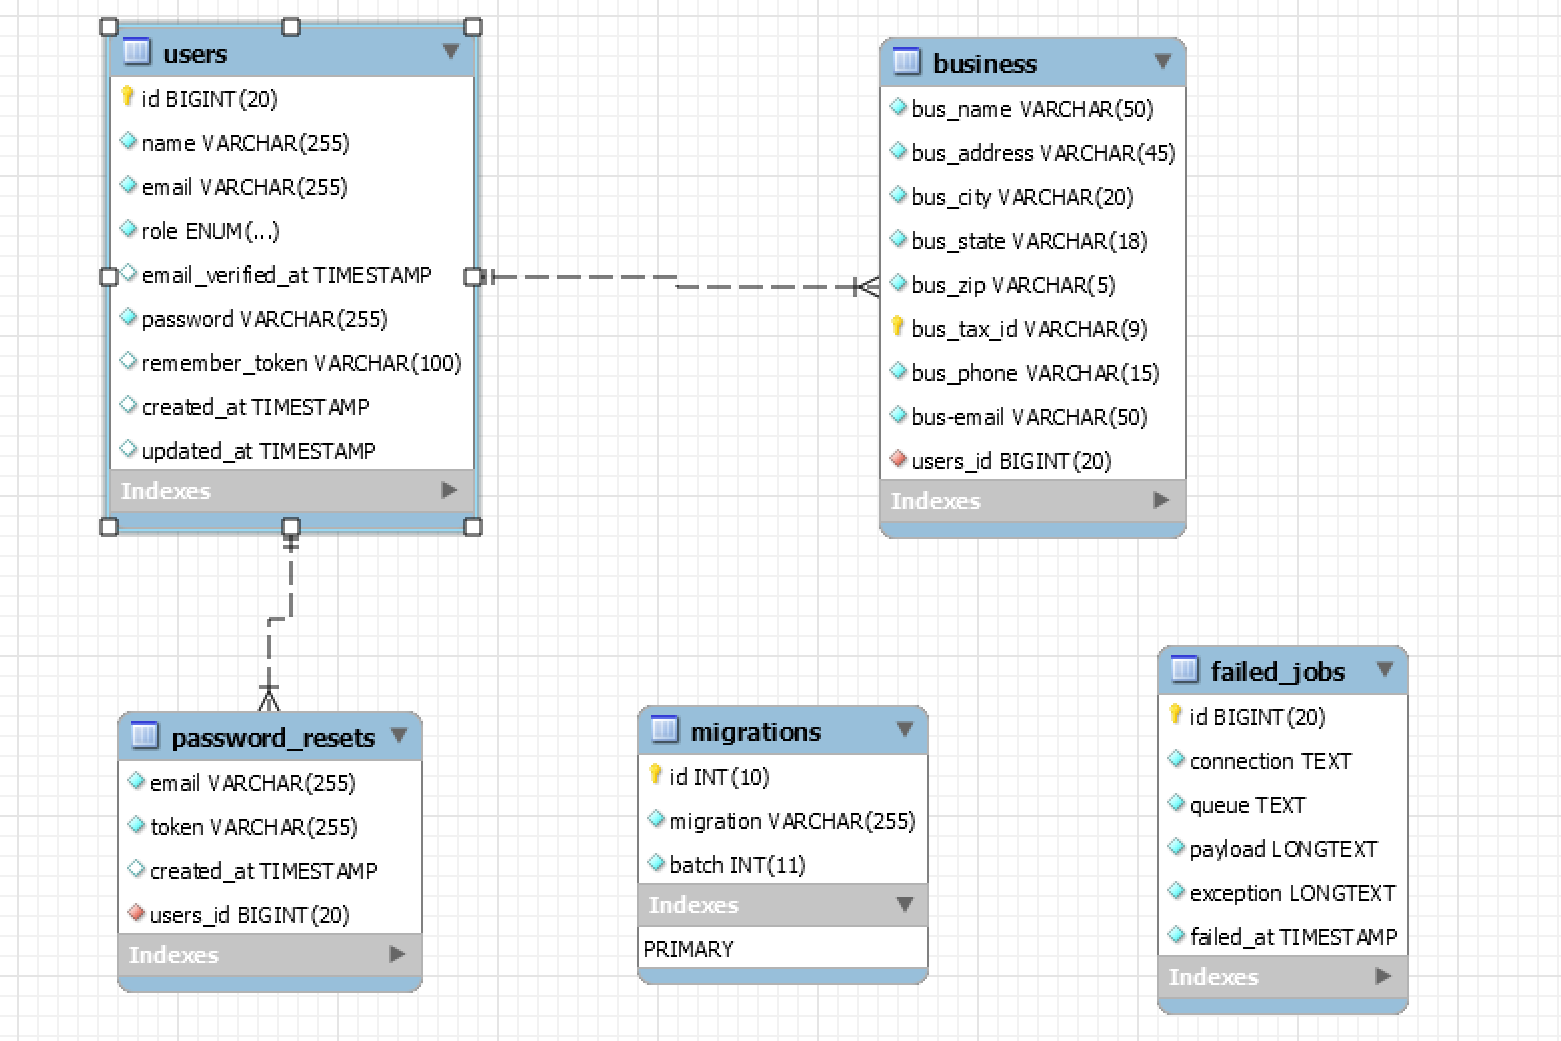 users
id BIGINT(20)
name VARCHAR(255)
email VARCHAR(255)
role ENUM(...)
email_verified_at TIMESTAMP
password VARCHAR(255)
remember_token VARCHAR(100)
created_at TIMESTAMP
updated_at TIMESTAMP
Indexes
business
bus_name VARCHAR(50)
bus_address VARCHAR(45)
bus_city VARCHAR(20)
bus_state VARCHAR(18)
bus_zip VARCHAR(5)
bus_tax_id VARCHAR(9)
bus_phone VARCHAR(15)
bus-email VARCHAR(50)
users_id BIGINT(20)
Indexes
password_resets
email VARCHAR(255)
token VARCHAR(255)
created_at TIMESTAMP
users_id BIGINT(20)
Indexes
migrations
id INT(10)
migration VARCHAR(255)
batch INT(11)
Indexes
PRIMARY
failed_jobs
id BIGINT(20)
connection TEXT
queue TEXT
payload LONGTEXT
exception LONGTEXT
failed_at TIMESTAMP
Indexes